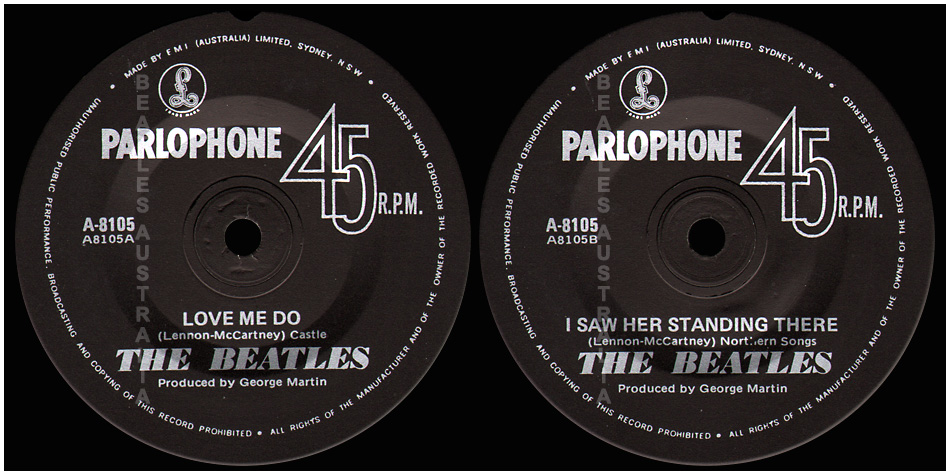 MADE BY EMI (AUSTRALIA) LIMITED, SYDNEY, N S W
UNAUTHORISED PUBLIC PERFORMANCE, BROADCASTING AND COPYING OF THIS RECORD PROHIBITED • ALL RIGHTS OF THE MANUFACTURER AND OF THE OWNER OF THE RECORDED WORK RESERVED
£
TRADE MARK
PARLOPHONE
45 R.P.M.
A-8105
A8105A
LOVE ME DO
(Lennon-McCartney) Castle
THE BEATLES
Produced by George Martin
BEATLES AUSTRALIA
MADE BY EMI (AUSTRALIA) LIMITED, SYDNEY, N S W
UNAUTHORISED PUBLIC PERFORMANCE, BROADCASTING AND COPYING OF THIS RECORD PROHIBITED • ALL RIGHTS OF THE MANUFACTURER AND OF THE OWNER OF THE RECORDED WORK RESERVED
£
TRADE MARK
PARLOPHONE
45 R.P.M.
A-8105
A8105B
I SAW HER STANDING THERE
(Lennon-McCartney) Northern Songs
THE BEATLES
Produced by George Martin
BEATLES AUSTRALIA